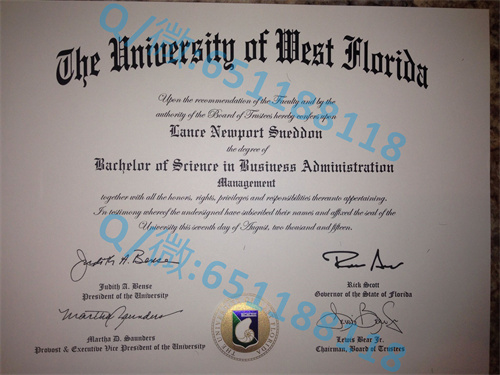 The University of West Florida
Upon the recommendation of the Faculty and by the
authority of the Board of Trustees hereby confers upon
Lance Newport Sneddon
the degree of
Bachelor of Science in Business Administration
Management
together with all the honors, rights, privileges and responsibilities thereunto appertaining.
In testimony whereof the undersigned have subscribed their names and affixed the seal of the
University this seventh day of August, two thousand and fifteen.
Judith A. Bense
Judith A. Bense
President of the University
Rick Scott
Governor of the State of Florida
Martha D. Saunders
Provost & Executive Vice President of the University
Lewis Bear Jr.
Lewis Bear Jr.
Chairman, Board of Trustees
Q/微:651188118
Q/微:651188118